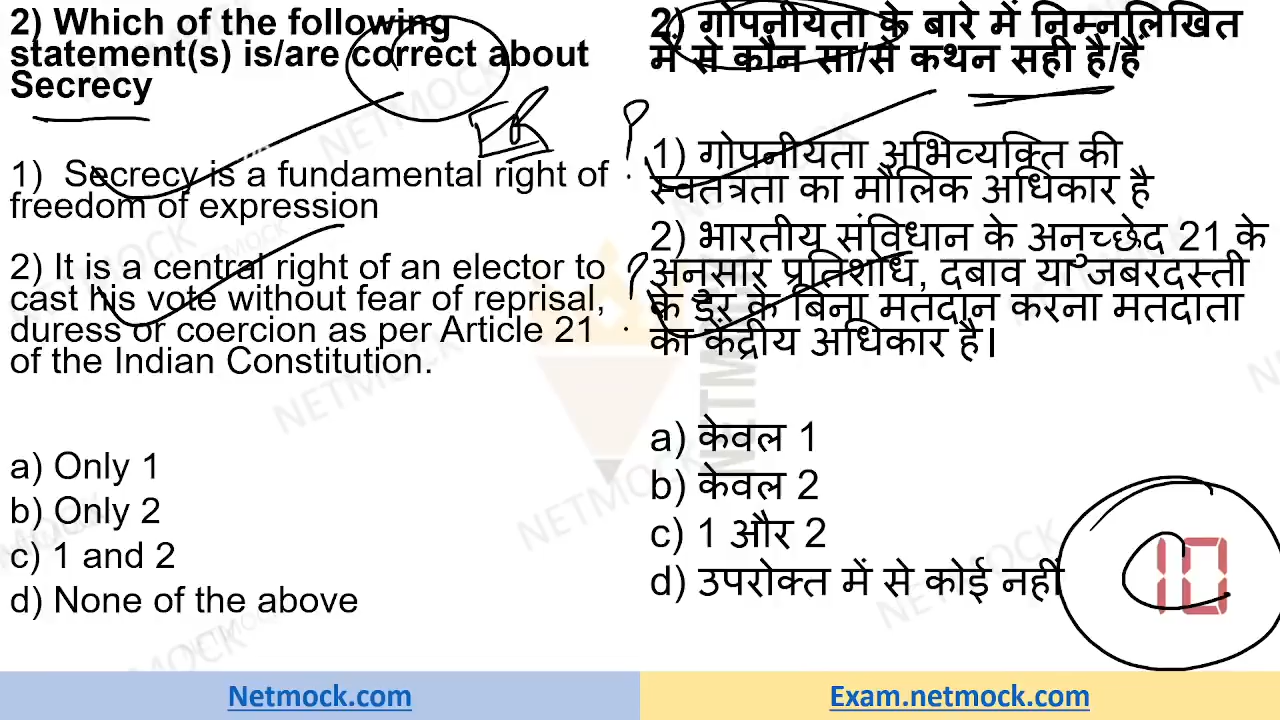 2) Which of the following
statement(s) is/are correct about
Secrecy
1) Secrecy is a fundamental right of
freedom of expression
2) It is a central right of an elector to
cast his vote without fear of reprisal,
duress or coercion as per Article 21
of the Indian Constitution.
a) Only 1
b) Only 2
c) 1 and 2
d) None of the above
2) गोपनीयता के बारे में निम्नलिखित
में से कौन सा/से कथन सही है/हैं
1) गोपनीयता अभिव्यक्ति की
स्वतंत्रता का मौलिक अधिकार है
2) भारतीय संविधान के अनुच्छेद 21 के
अनुसार प्रतिशोध, दबाव या जबरदस्ती
के डर के बिना मतदान करना मतदाता
का केंद्रीय अधिकार है।
a) केवल 1
b) केवल 2
c) 1 और 2
d) उपरोक्त में से कोई नहीं
10
NETMOCK
Netmock.com
Exam.netmock.com